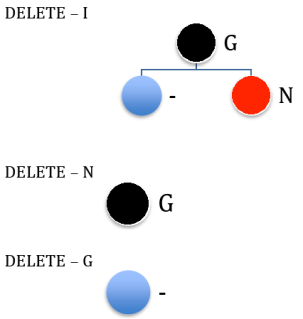 DELETE – I
G
- N
DELETE – N
G
DELETE – G
-